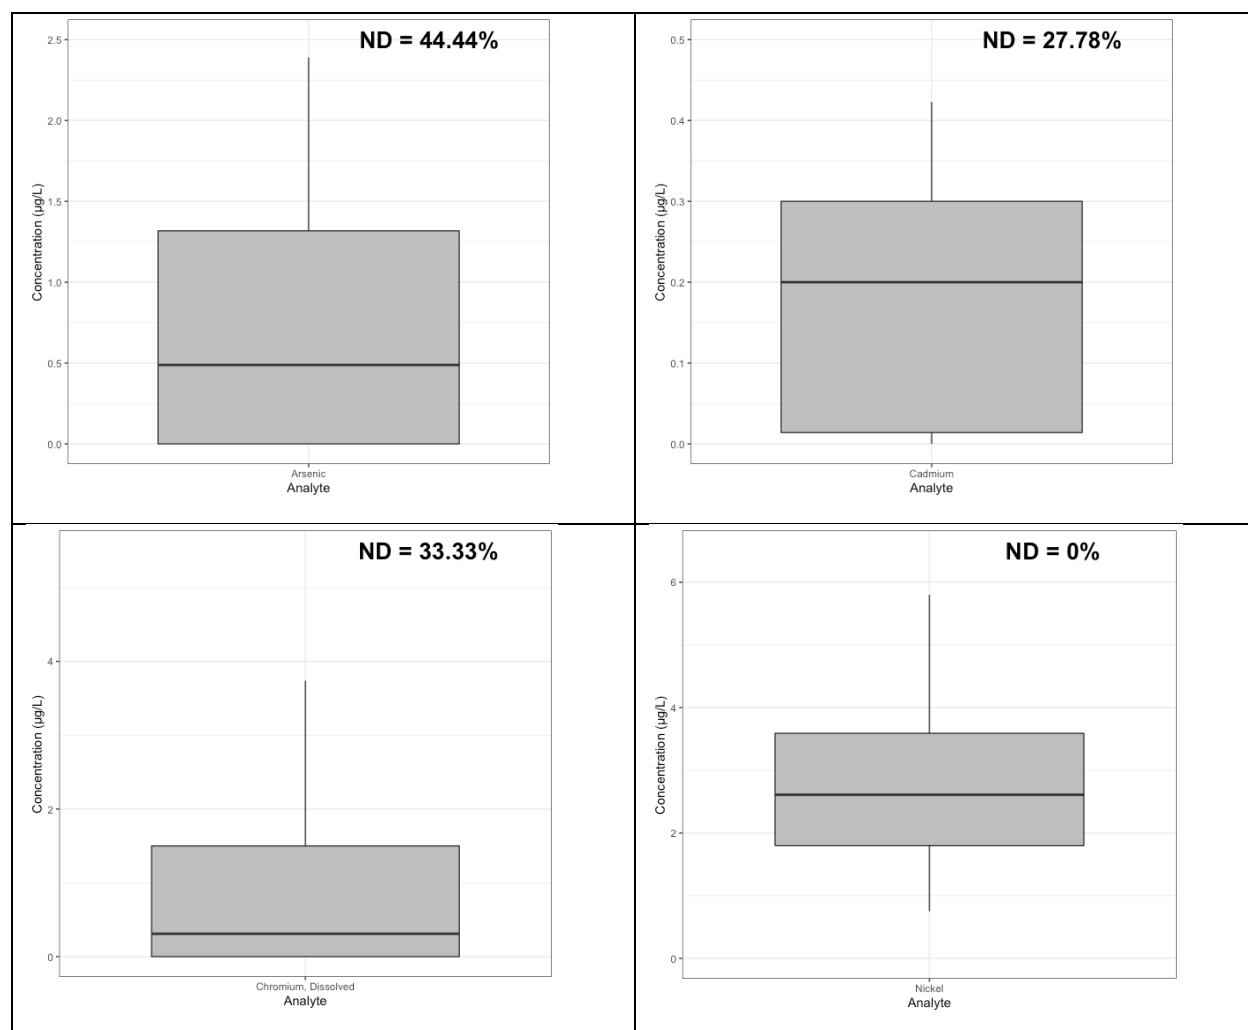 ND = 44.44%
2.5
2.0
1.5
1.0
0.5
0.0
Concentration (µg/L)
Arsenic
Analyte
ND = 27.78%
0.5
0.4
0.3
0.2
0.1
0.0
Concentration (µg/L)
Cadmium
Analyte
ND = 33.33%
4
2
0
Concentration (µg/L)
Chromium, Dissolved
Analyte
ND = 0%
6
4
2
0
Concentration (µg/L)
Nickel
Analyte